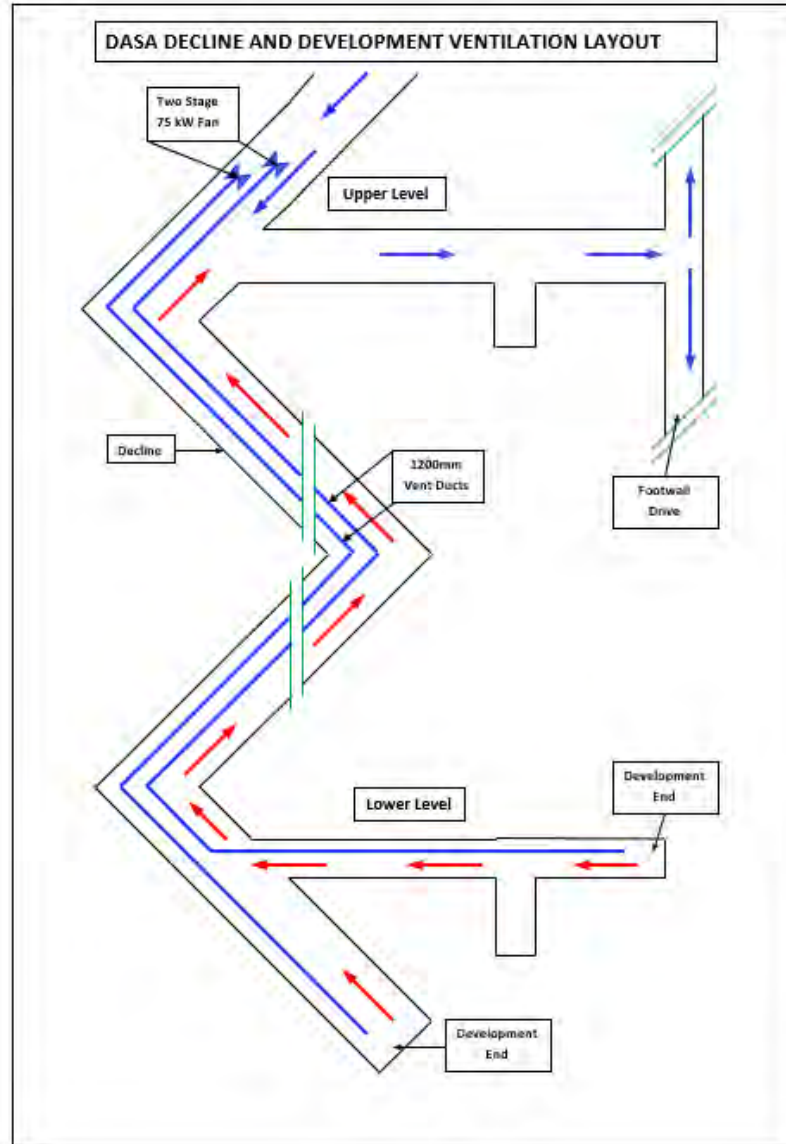 DASA DECLINE AND DEVELOPMENT VENTILATION LAYOUT
Two Stage
75 kW Fan
Upper Level
Decline
1200mm
Vent Ducts
Footwall
Drive
Lower Level
Development
End
Development
End